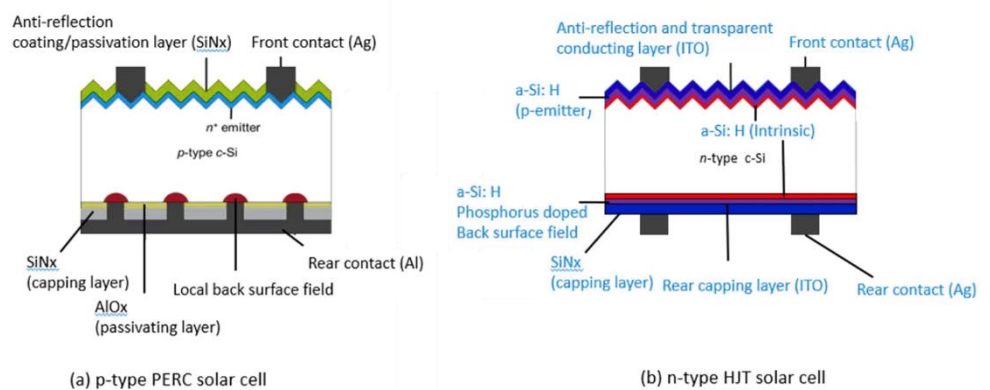 Anti-reflection
coating/passivation layer (SiNx)
Front contact (Ag)
n+ emitter
p-type c-Si
SiNx
(capping layer)
AlOx
(passivating layer)
Local back surface field
Rear contact (Al)
(a) p-type PERC solar cell
Anti-reflection and transparent
conducting layer (ITO)
Front contact (Ag)
a-Si: H
(p-emitter)
a-Si: H (Intrinsic)
n-type c-Si
a-Si: H
Phosphorus doped
Back surface field
SiNx
(capping layer)
Rear capping layer (ITO)
Rear contact (Ag)
(b) n-type HJT solar cell